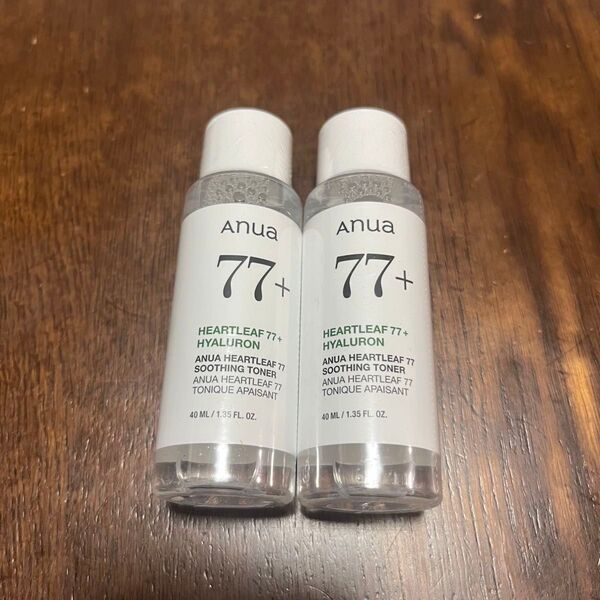 Anua
77+
HEARTLEAF 77+
HYALURON
ANUA HEARTLEAF 77
SOOTHING TONER
ANUA HEARTLEAF 77
TONIQUE APAISANT
40 ML / 1.35 FL. OZ.
Anua
77+
HEARTLEAF 77+
HYALURON
ANUA HEARTLEAF 77
SOOTHING TONER
ANUA HEARTLEAF 77
TONIQUE APAISANT
40 ML / 1.35 FL. OZ.